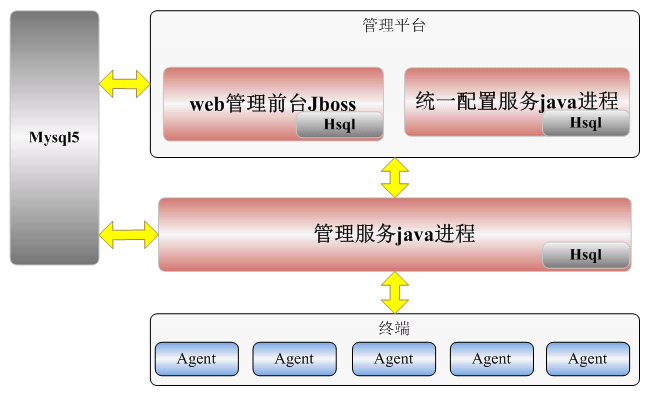 管理平台
web管理前台Jboss
Hsql
统一配置服务java进程
Hsql
Mysql5
管理服务java进程
Hsql
终端
Agent
Agent
Agent
Agent
Agent